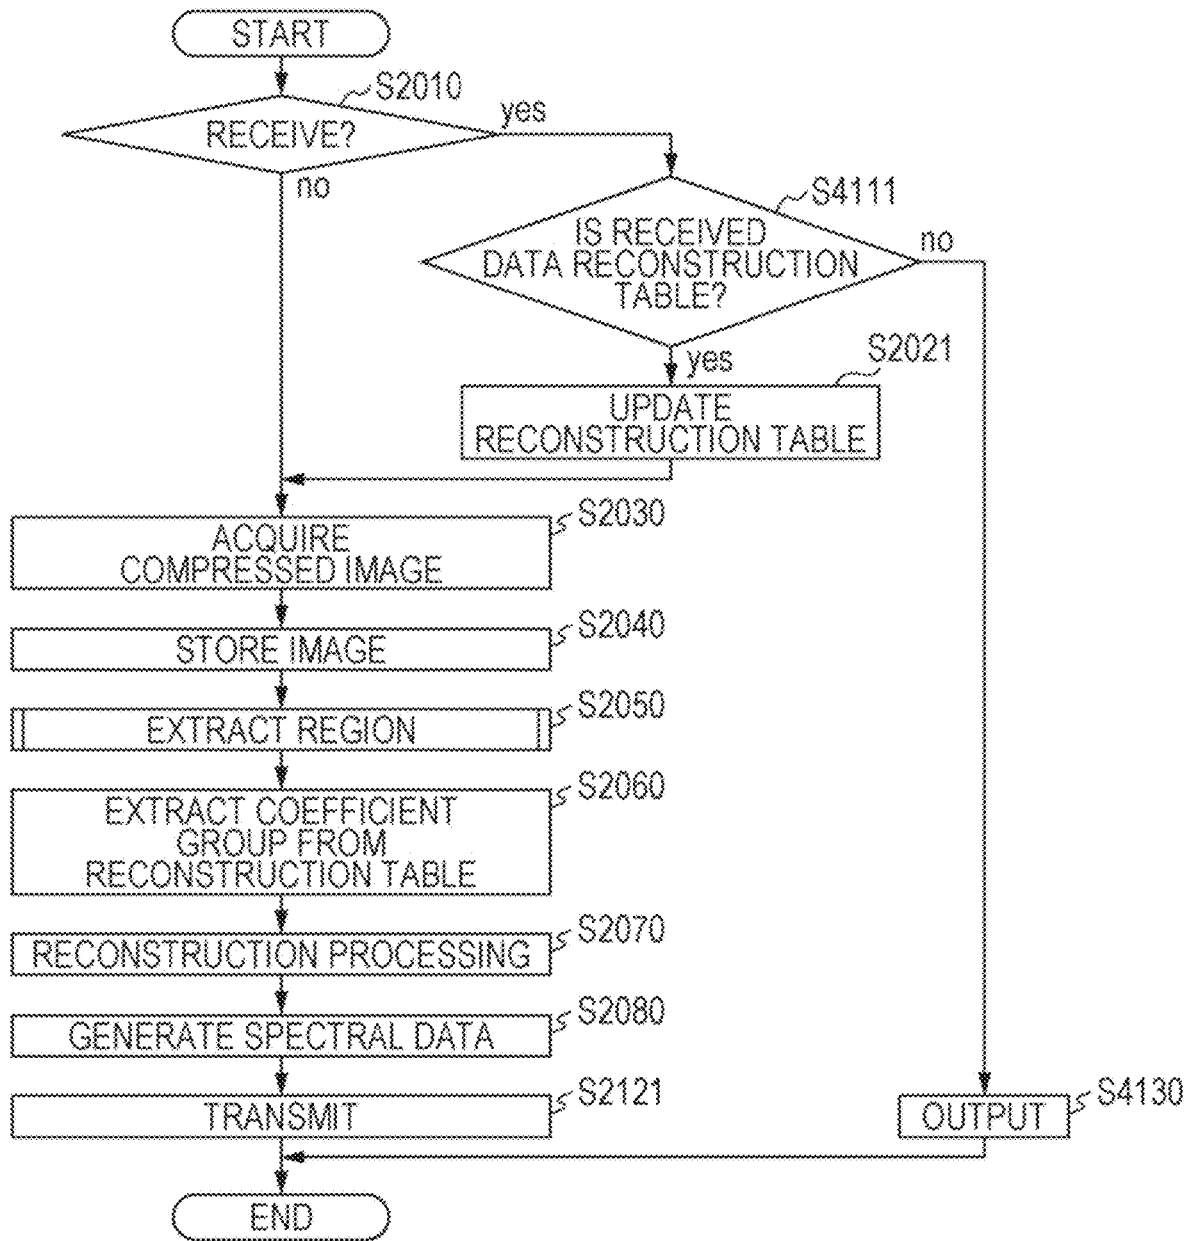 START
S2010
RECEIVE?
yes
no
S4111
IS RECEIVED
DATA RECONSTRUCTION
TABLE?
no
yes
S2021
UPDATE
RECONSTRUCTION TABLE
S2030
ACQUIRE
COMPRESSED IMAGE
S2040
STORE IMAGE
S2050
EXTRACT REGION
S2060
EXTRACT COEFFICIENT
GROUP FROM
RECONSTRUCTION TABLE
S2070
RECONSTRUCTION PROCESSING
S2080
GENERATE SPECTRAL DATA
S2121
TRANSMIT
S4130
OUTPUT
END